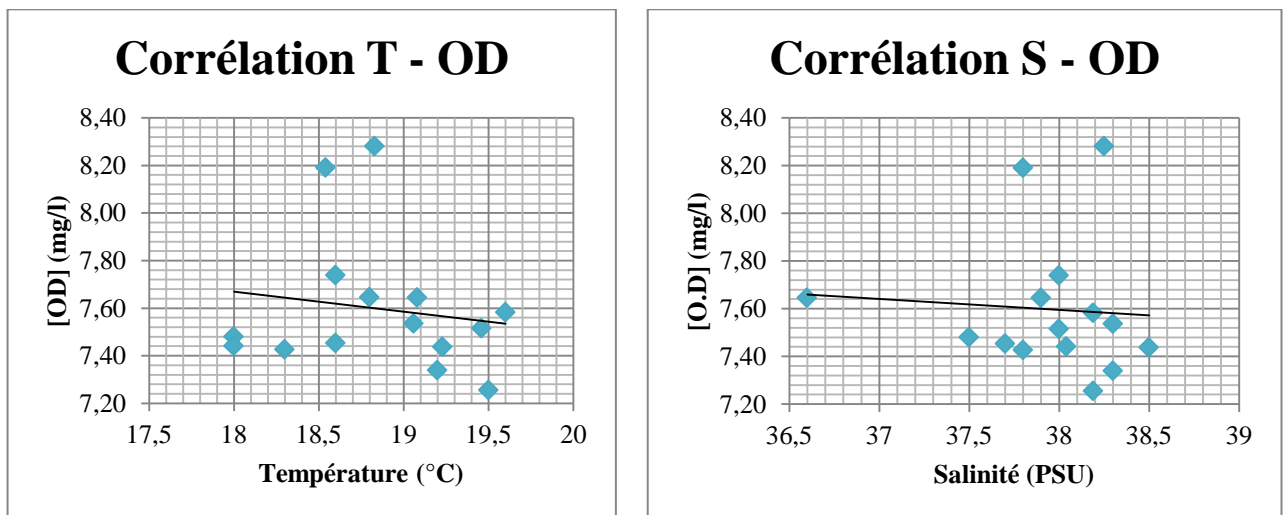 Corrélation T - OD
8,40
8,20
8,00
7,80
7,60
7,40
7,20
[OD] (mg/l)
17,5 18 18,5 19 19,5 20
Température (°C)
Corrélation S - OD
8,40
8,20
8,00
7,80
7,60
7,40
7,20
[O.D] (mg/l)
36,5 37 37,5 38 38,5 39
Salinité (PSU)